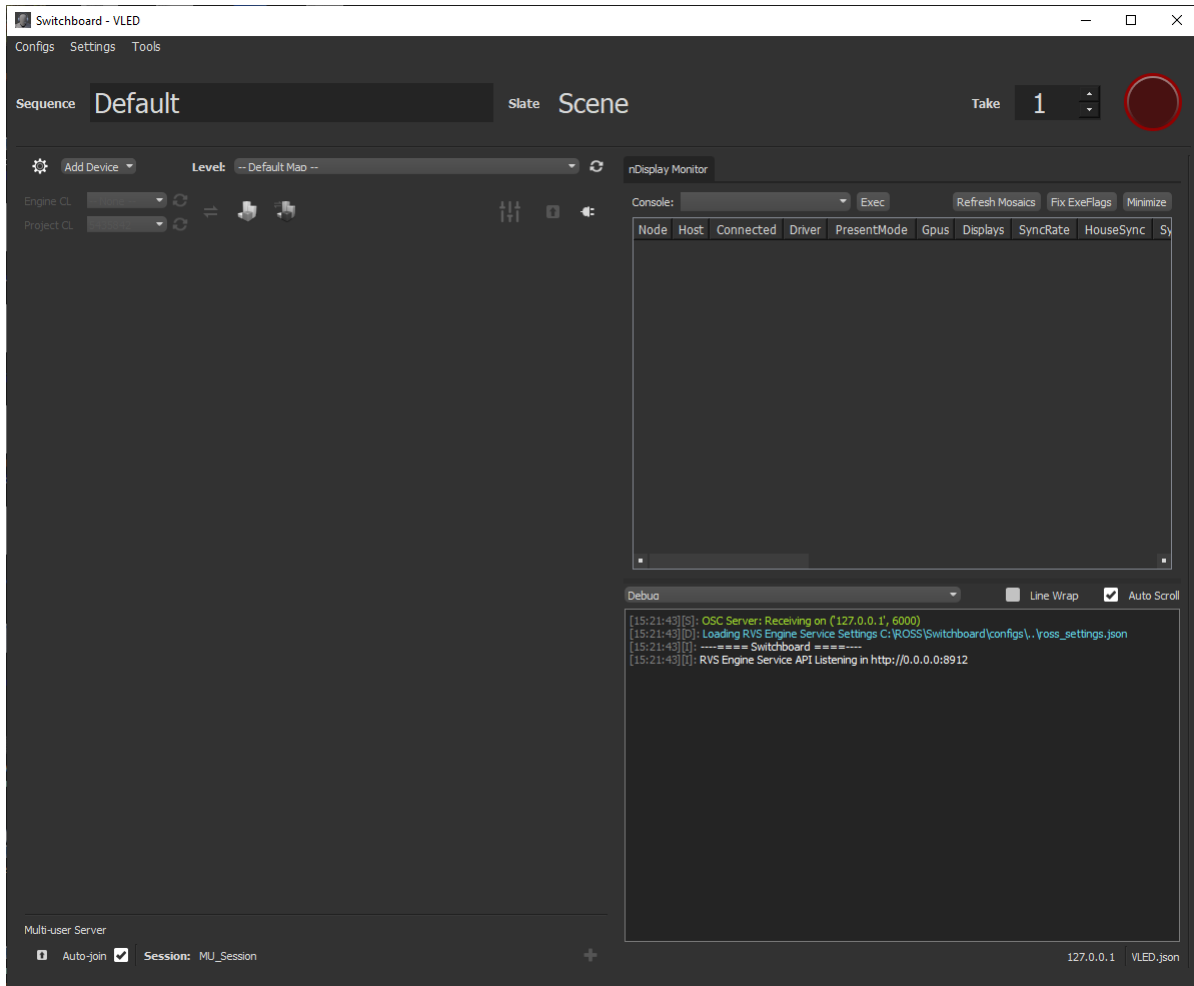 Switchboard - VLED
Configs Settings Tools
Sequence Default Slate Scene Take 1
Add Device Level: -- Default Map --
Engine CL
Project CL
nDisplay Monitor
Console: Exec Refresh Mosaics Fix ExeFlags Minimize
Node Host Connected Driver PresentMode Gpus Displays SyncRate HouseSync Sy
Debug Line Wrap Auto Scroll
[15:21:43][S]: OSC Server: Receiving on ('127.0.0.1', 6000)
[15:21:43][D]: Loading RVS Engine Service Settings C:\ROSS\Switchboard\configs\..\ross_settings.json
[15:21:43][I]: ----==== Switchboard ====----
[15:21:43][I]: RVS Engine Service API Listening in http://0.0.0.0:8912
Multi-user Server
Auto-join Session: MU_Session
127.0.0.1 VLED.json